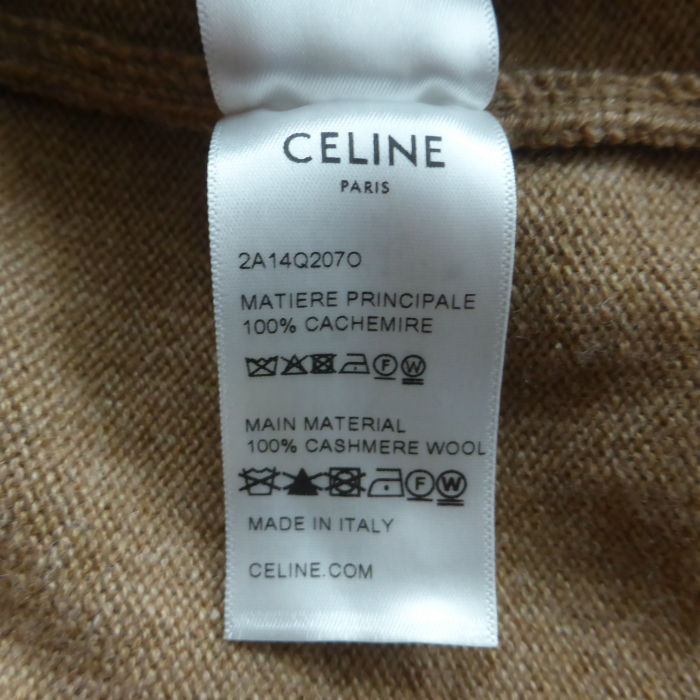 CELINE
PARIS
2A14Q207O
MATIERE PRINCIPALE
100% CACHEMIRE
F W
MAIN MATERIAL
100% CASHMERE WOOL
F W
MADE IN ITALY
CELINE.COM